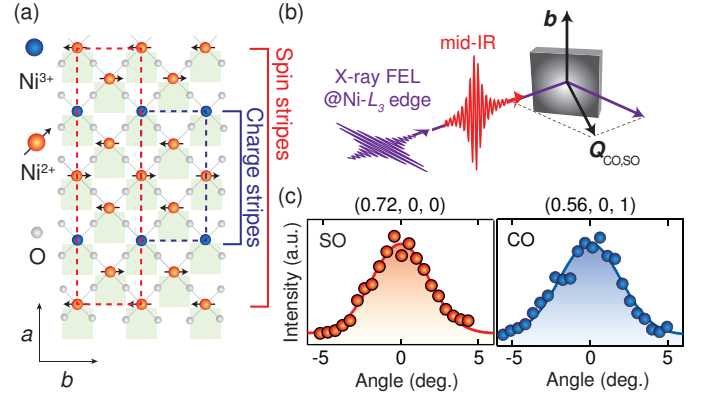 (a)
Ni3+
Ni2+
O
a
b
Spin stripes
Charge stripes
(b)
mid-IR
X-ray FEL
@Ni-L3 edge
b
QCO,SO
(c)
(0.72, 0, 0)
(0.56, 0, 1)
SO
CO
Intensity (a.u.)
-5 0 5
-5 0 5
Angle (deg.)
Angle (deg.)